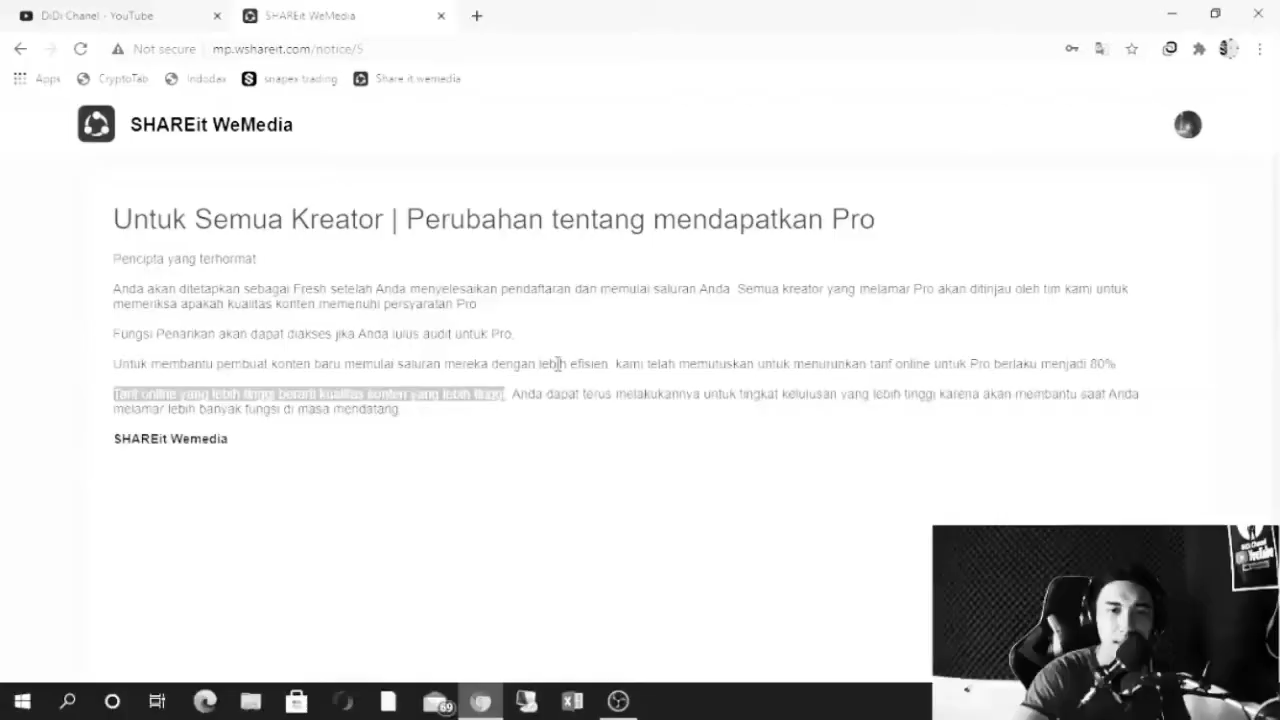 DiDi Chanel - YouTube
SHAREit WeMedia
Not secure
mp.wshareit.com/notice/5
Apps
CryptoTab
Indodax
snapex trading
Share it wemedia
SHAREit WeMedia
Untuk Semua Kreator | Perubahan tentang mendapatkan Pro
Pencipta yang terhormat
Anda akan ditetapkan sebagai Fresh setelah Anda menyelesaikan pendaftaran dan memulai saluran Anda. Semua kreator yang melamar Pro akan ditinjau oleh tim kami untuk
memeriksa apakah kualitas konten memenuhi persyaratan Pro
Fungsi Penarikan akan dapat diakses jika Anda lulus audit untuk Pro.
Untuk membantu pembuat konten baru memulai saluran mereka dengan lebih efisien, kami telah memutuskan untuk menurunkan tarif online untuk Pro berlaku menjadi 80%
Tarif online yang lebih tinggi berarti kualitas konten yang lebih tinggi. Anda dapat terus melakukannya untuk tingkat kelulusan yang lebih tinggi karena akan membantu saat Anda
melamar lebih banyak fungsi di masa mendatang.
SHAREit Wemedia
69
DiDi Chanel
YouTube